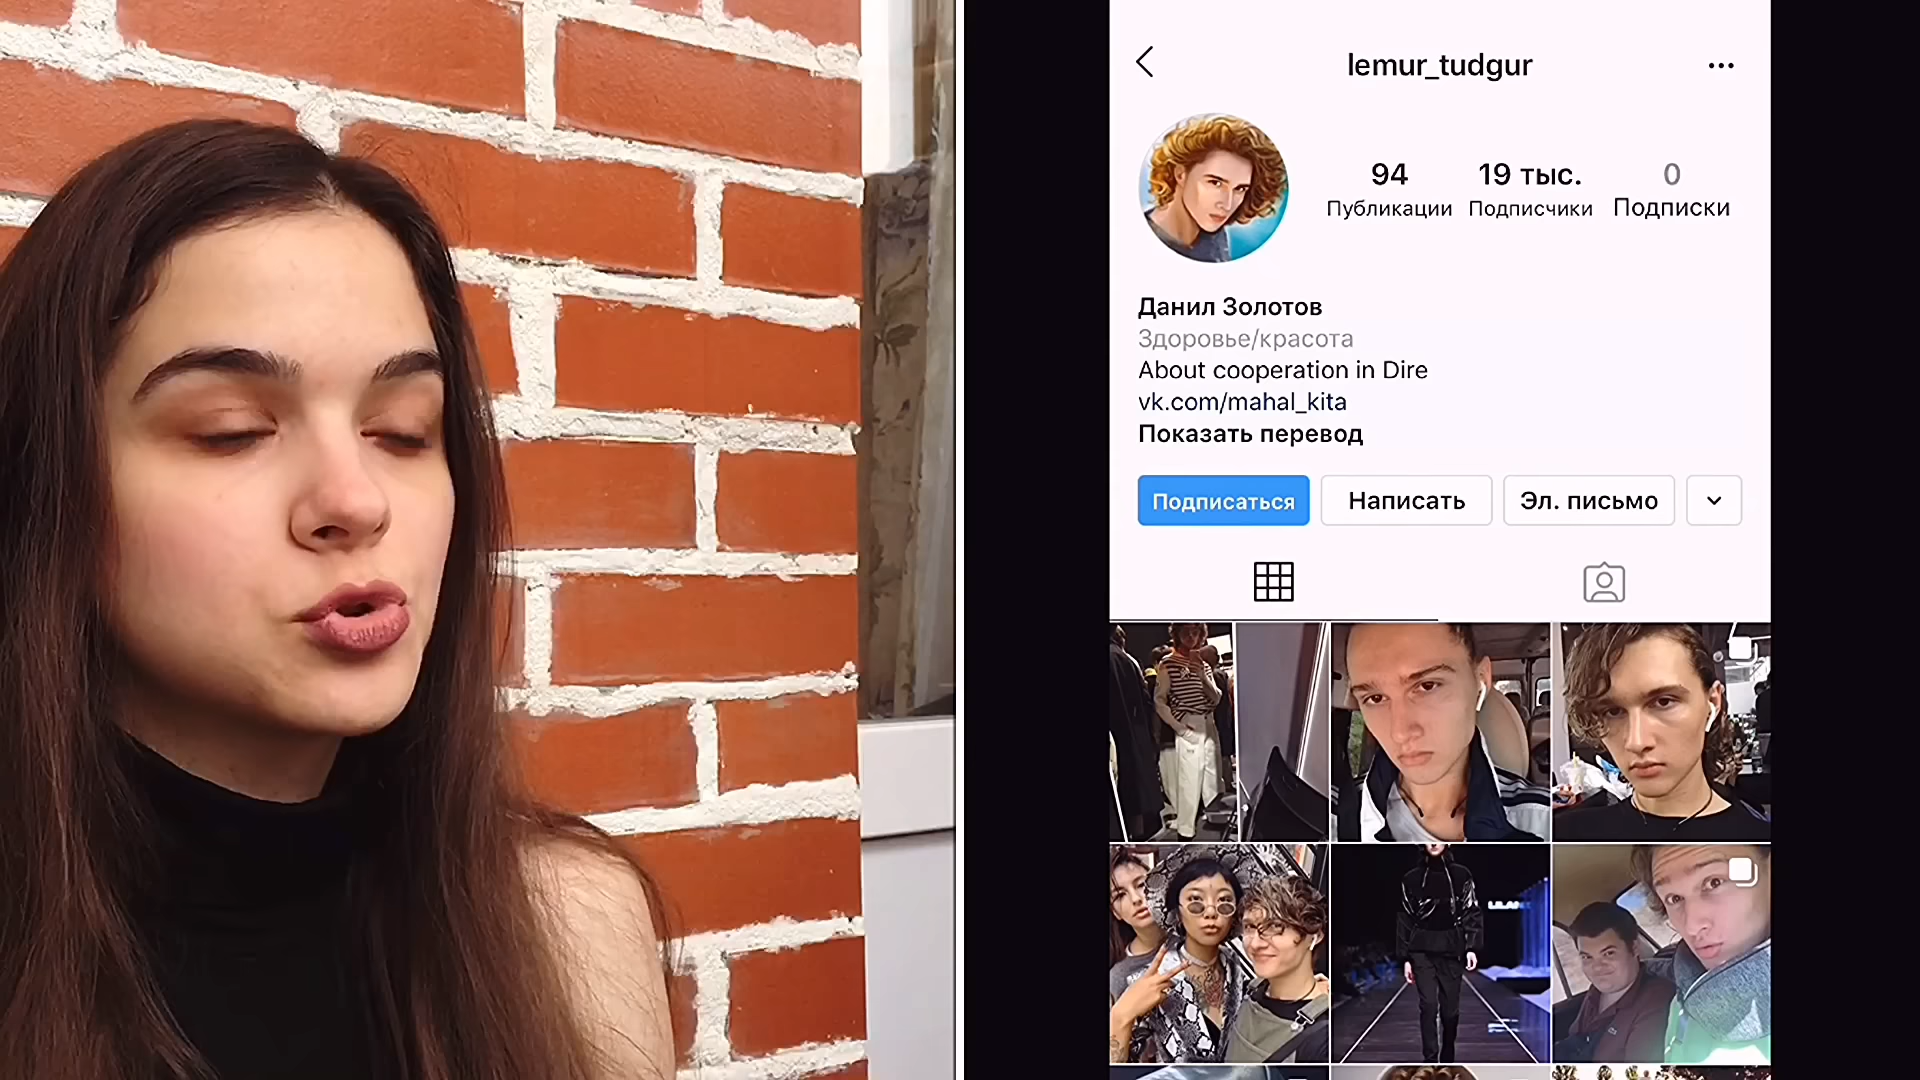 lemur_tudgur
94
19 тыс.
0
Публикации
Подписчики
Подписки
Данил Золотов
Здоровье/красота
About cooperation in Dire
vk.com/mahal_kita
Показать перевод
Подписаться
Написать
Эл. письмо